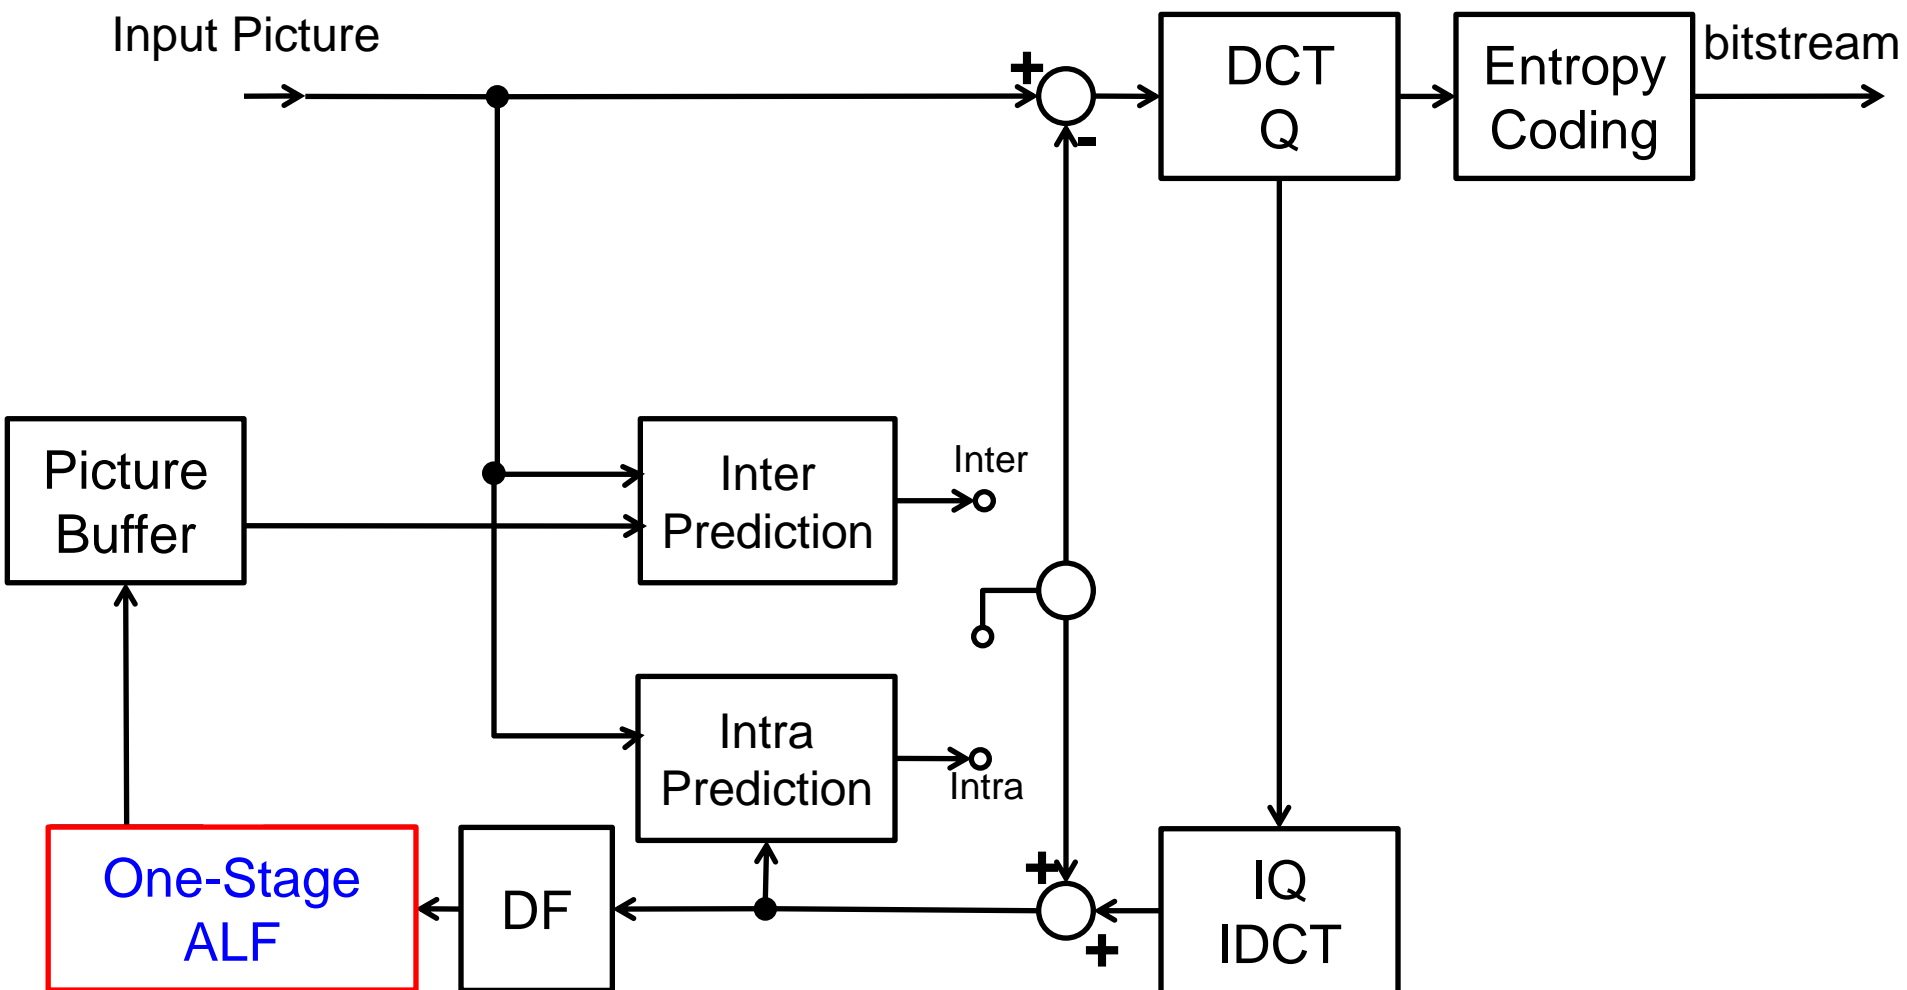 Input Picture
+
-
DCT
Q
Entropy
Coding
bitstream
Picture
Buffer
Inter
Prediction
Inter
Intra
Prediction
Intra
One-Stage
ALF
DF
+
+
IQ
IDCT